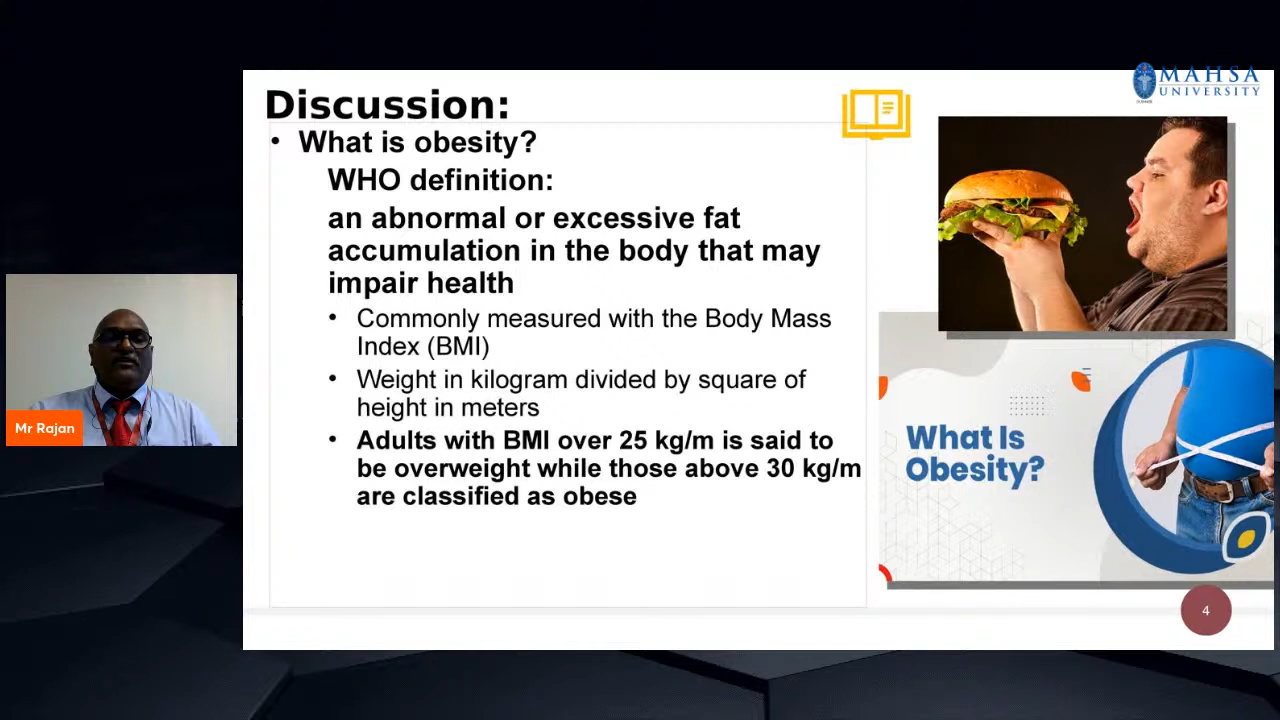 MAHSA
UNIVERSITY
Discussion:
• What is obesity?
WHO definition:
an abnormal or excessive fat
accumulation in the body that may
impair health
• Commonly measured with the Body Mass
Index (BMI)
• Weight in kilogram divided by square of
height in meters
• Adults with BMI over 25 kg/m is said to
be overweight while those above 30 kg/m
are classified as obese
What Is
Obesity?
Mr Rajan
4